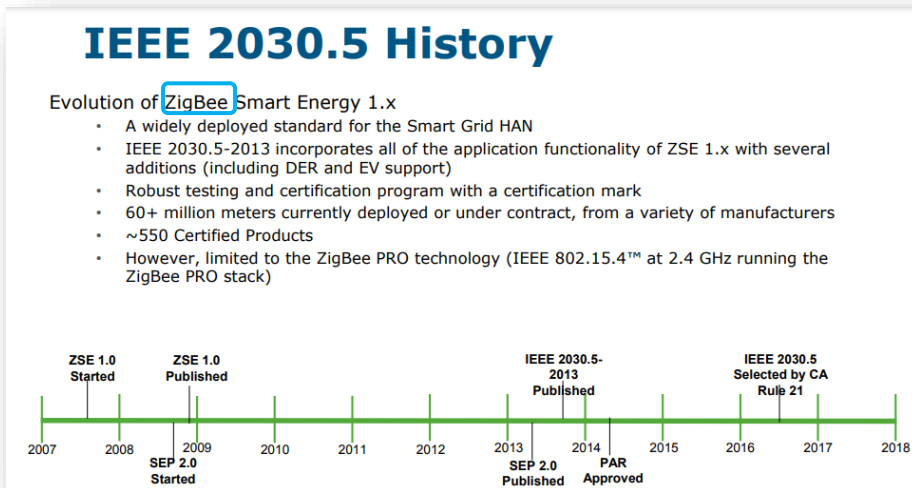 IEEE 2030.5 History
Evolution of ZigBee Smart Energy 1.x
• A widely deployed standard for the Smart Grid HAN
• IEEE 2030.5-2013 incorporates all of the application functionality of ZSE 1.x with several
additions (including DER and EV support)
• Robust testing and certification program with a certification mark
• 60+ million meters currently deployed or under contract, from a variety of manufacturers
• ~550 Certified Products
• However, limited to the ZigBee PRO technology (IEEE 802.15.4™ at 2.4 GHz running the
ZigBee PRO stack)
ZSE 1.0
Started
ZSE 1.0
Published
IEEE 2030.5-
2013
Published
IEEE 2030.5
Selected by CA
Rule 21
2007 2008 2009 2010 2011 2012 2013 2014 2015 2016 2017 2018
SEP 2.0
Started
SEP 2.0
Published
PAR
Approved